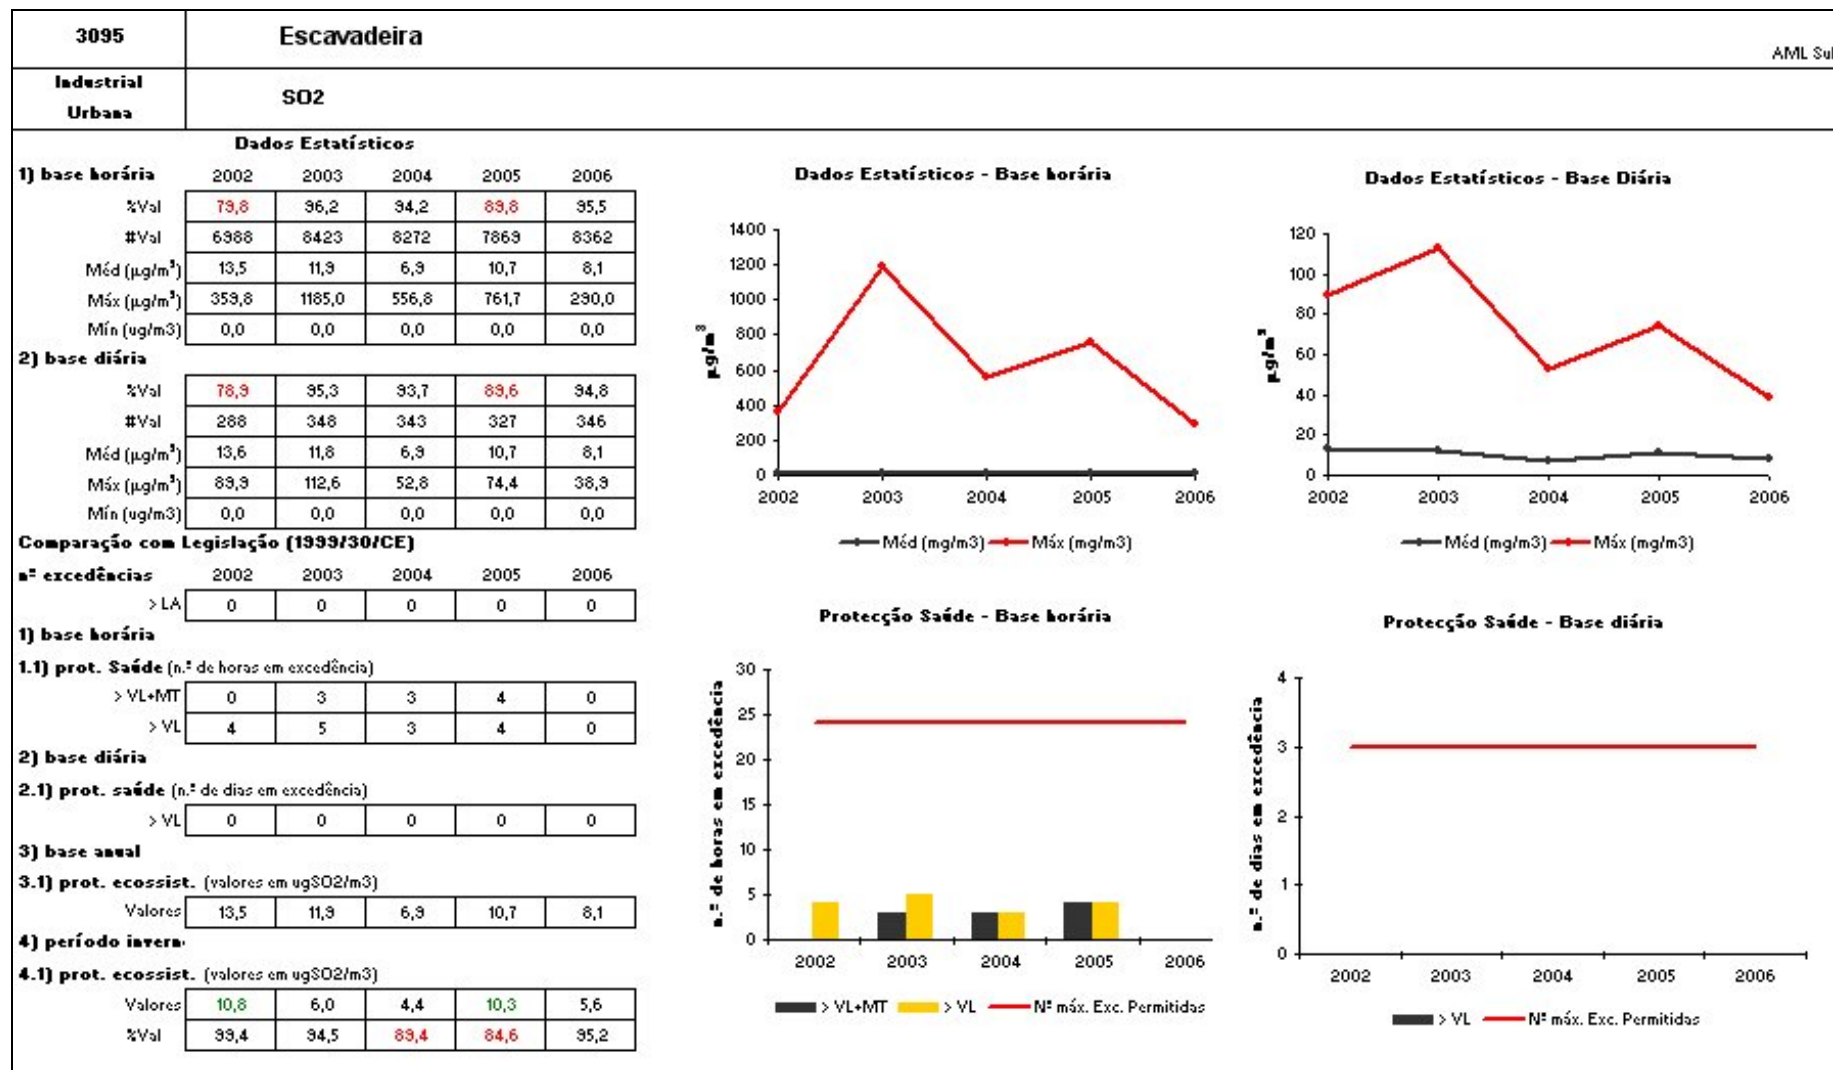 3095 Escavadeira
AML Sul
Industrial
Urbana
SO2
Dados Estatísticos
1) base horária 2002 2003 2004 2005 2006
%Val 79,8 96,2 94,2 89,8 95,5
#Val 6988 8423 8272 7869 8362
Méd (µg/m³) 13,5 11,9 6,9 10,7 8,1
Máx (µg/m³) 359,8 1185,0 556,8 761,7 290,0
Mín (ug/m3) 0,0 0,0 0,0 0,0 0,0
2) base diária
%Val 78,9 95,3 93,7 89,6 94,8
#Val 288 348 343 327 346
Méd (µg/m³) 13,6 11,8 6,9 10,7 8,1
Máx (µg/m³) 89,9 112,6 52,8 74,4 38,9
Mín (ug/m3) 0,0 0,0 0,0 0,0 0,0
Comparação com Legislação (1999/30/CE)
nº excedências 2002 2003 2004 2005 2006
> LA 0 0 0 0 0
1) base horária
1.1) prot. Saúde (n.º de horas em excedência)
> VL+MT 0 3 3 4 0
> VL 4 5 3 4 0
2) base diária
2.1) prot. saúde (n.º de dias em excedência)
> VL 0 0 0 0 0
3) base anual
3.1) prot. ecossist. (valores em ugSO2/m3)
Valores 13,5 11,9 6,9 10,7 8,1
4) período invern
4.1) prot. ecossist. (valores em ugSO2/m3)
Valores 10,8 6,0 4,4 10,3 5,6
%Val 99,4 94,5 89,4 84,6 95,2
Dados Estatísticos - Base horária
µg/m³
1400
1200
1000
800
600
400
200
0
2002 2003 2004 2005 2006
Méd (mg/m3) Máx (mg/m3)
Dados Estatísticos - Base Diária
µg/m³
120
100
80
60
40
20
0
2002 2003 2004 2005 2006
Méd (mg/m3) Máx (mg/m3)
Protecção Saúde - Base horária
n.º de horas em excedência
30
25
20
15
10
5
0
2002 2003 2004 2005 2006
> VL+MT > VL Nº máx. Exc. Permitidas
Protecção Saúde - Base diária
n.º de dias em excedência
4
3
2
1
0
2002 2003 2004 2005 2006
> VL Nº máx. Exc. Permitidas